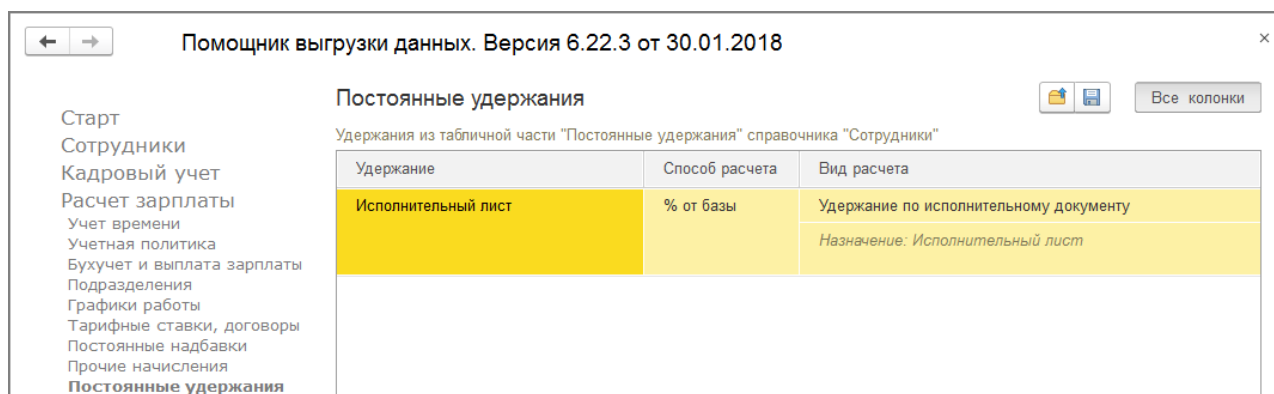 Помощник выгрузки данных. Версия 6.22.3 от 30.01.2018
×
Старт
Сотрудники
Кадровый учет
Расчет зарплаты
Учет времени
Учетная политика
Бухучет и выплата зарплаты
Подразделения
Графики работы
Тарифные ставки, договоры
Постоянные надбавки
Прочие начисления
Постоянные удержания
Постоянные удержания
Все колонки
Удержания из табличной части "Постоянные удержания" справочника "Сотрудники"
Удержание Способ расчета Вид расчета
Исполнительный лист % от базы Удержание по исполнительному документу
Назначение: Исполнительный лист